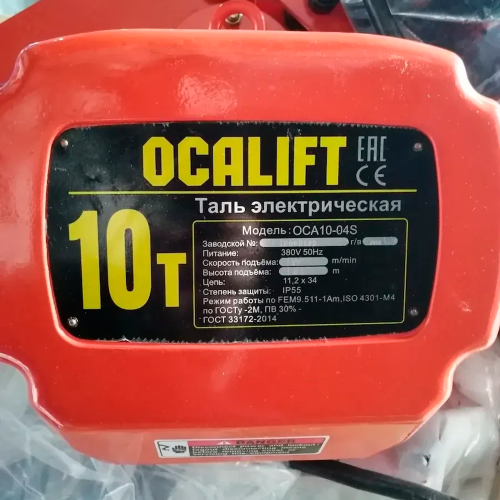 OCALIFT
EAC
CE
10Т
Таль электрическая
Модель: OCA10-04S
Заводской №: г/в
Питание: 380V 50Hz
Скорость подъёма: m/min
Высота подъёма: m
Цепь: 11,2 x 34
Степень защиты: IP55
Режим работы по FEM9.511-1Am,ISO 4301-M4
по ГОСТу -2М, ПВ 30% -
ГОСТ 33172-2014
DANGER